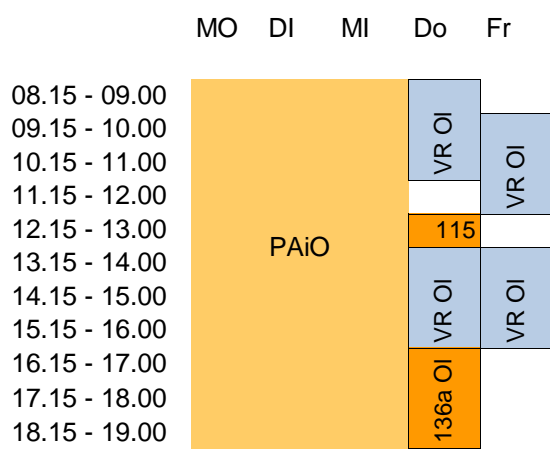 MO DI MI Do Fr
08.15 - 09.00
09.15 - 10.00
10.15 - 11.00
11.15 - 12.00
12.15 - 13.00
13.15 - 14.00
14.15 - 15.00
15.15 - 16.00
16.15 - 17.00
17.15 - 18.00
18.15 - 19.00
PAiO
VR OI
VR OI
115
VR OI
VR OI
136a OI